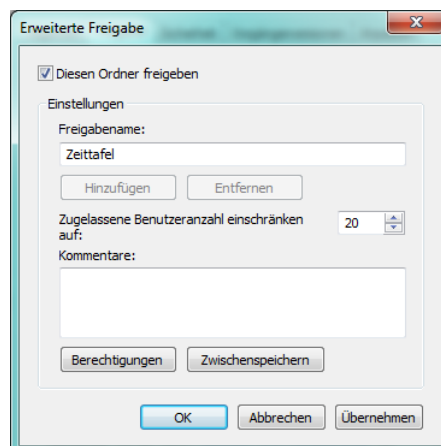 Erweiterte Freigabe
Diesen Ordner freigeben
Einstellungen
Freigabename:
Zeittafel
Hinzufügen Entfernen
Zugelassene Benutzeranzahl einschränken
auf:
20
Kommentare:
Berechtigungen Zwischenspeichern
OK Abbrechen Übernehmen